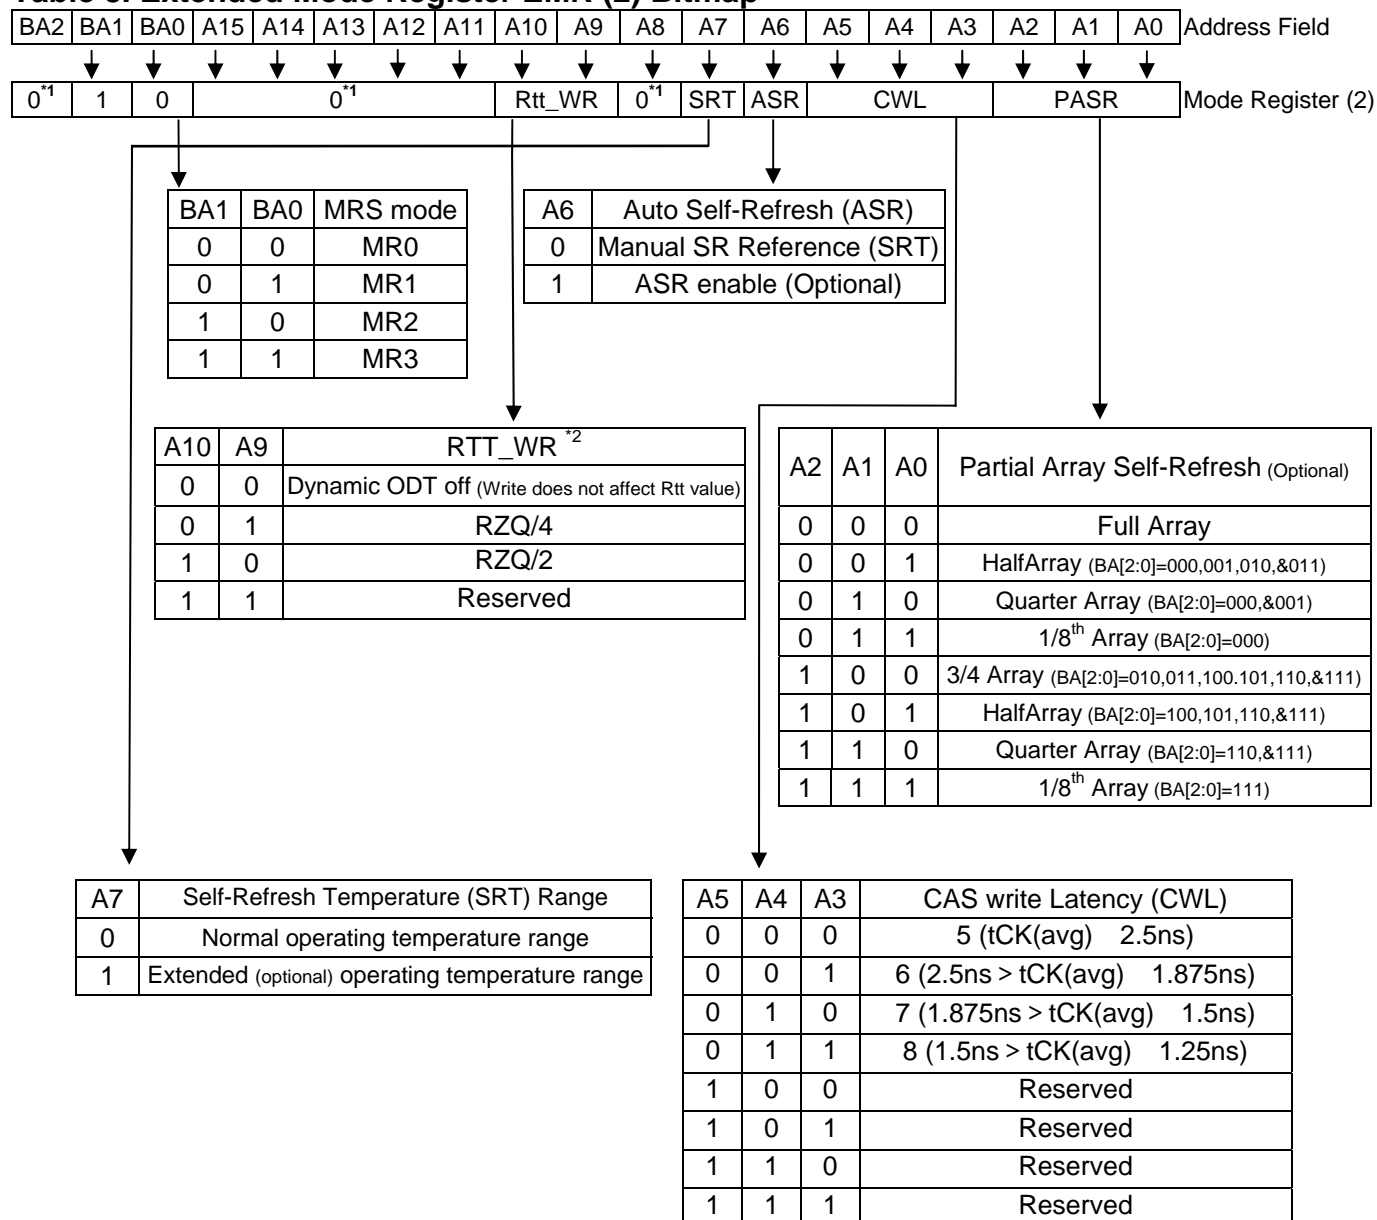 Table 8. Extended Mode Register EMR (2) Bitmap
BA2 BA1 BA0 A15 A14 A13 A12 A11 A10 A9 A8 A7 A6 A5 A4 A3 A2 A1 A0 Address Field
0*1 1 0 0*1 Rtt_WR 0*1 SRT ASR CWL PASR Mode Register (2)
BA1 BA0 MRS mode
0 0 MR0
0 1 MR1
1 0 MR2
1 1 MR3
A6 Auto Self-Refresh (ASR)
0 Manual SR Reference (SRT)
1 ASR enable (Optional)
A10 A9 RTT_WR *2
0 0 Dynamic ODT off (Write does not affect Rtt value)
0 1 RZQ/4
1 0 RZQ/2
1 1 Reserved
A2 A1 A0 Partial Array Self-Refresh (Optional)
0 0 0 Full Array
0 0 1 HalfArray (BA[2:0]=000,001,010,&011)
0 1 0 Quarter Array (BA[2:0]=000,&001)
0 1 1 1/8th Array (BA[2:0]=000)
1 0 0 3/4 Array (BA[2:0]=010,011,100.101,110,&111)
1 0 1 HalfArray (BA[2:0]=100,101,110,&111)
1 1 0 Quarter Array (BA[2:0]=110,&111)
1 1 1 1/8th Array (BA[2:0]=111)
A7 Self-Refresh Temperature (SRT) Range
0 Normal operating temperature range
1 Extended (optional) operating temperature range
A5 A4 A3 CAS write Latency (CWL)
0 0 0 5 (tCK(avg) 2.5ns)
0 0 1 6 (2.5ns > tCK(avg) 1.875ns)
0 1 0 7 (1.875ns > tCK(avg) 1.5ns)
0 1 1 8 (1.5ns > tCK(avg) 1.25ns)
1 0 0 Reserved
1 0 1 Reserved
1 1 0 Reserved
1 1 1 Reserved